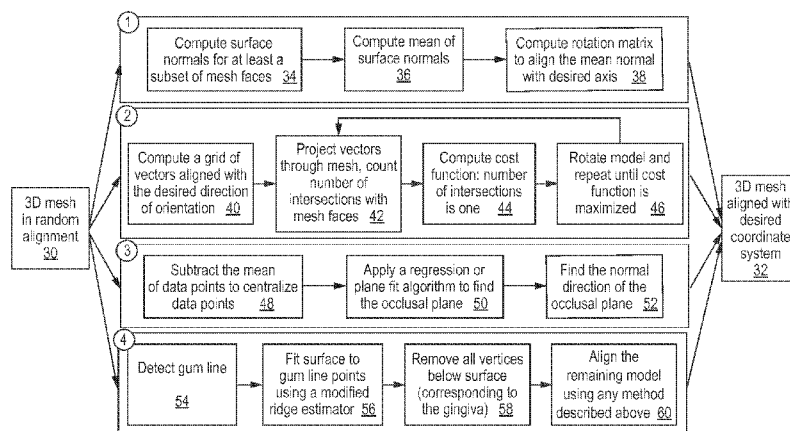 3D mesh
in random
alignment
30
1
Compute surface
normals for at least a
subset of mesh faces
34
Compute mean of
surface normals
36
Compute rotation matrix
to align the mean normal
with desired axis
38
2
Compute a grid of
vectors aligned with
the desired direction
of orientation 40
Project vectors
through mesh, count
number of
intersections with
mesh faces 42
Compute cost
function: number
of intersections
is one 44
Rotate model and
repeat until cost
function is
maximized 46
3
Subtract the mean
of data points to centralize
data points 48
Apply a regression or
plane fit algorithm to find
the occlusal plane 50
Find the normal
direction of the
occlusal plane 52
4
Detect gum line
54
Fit surface to
gum line points
using a modified
ridge estimator 56
Remove all vertices
below surface
(corresponding to
the gingiva) 58
Align the
remaining model
using any method
described above 60
3D mesh
aligned with
desired
coordinate
system
32